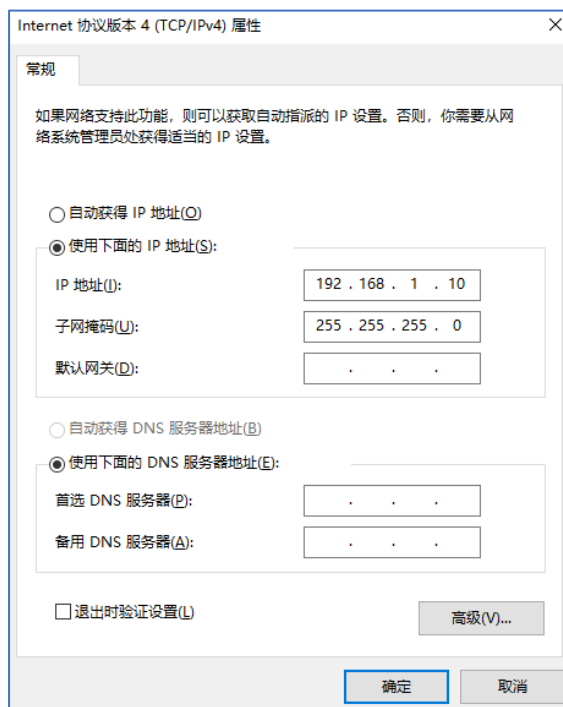 Internet 协议版本 4 (TCP/IPv4) 属性
常规
如果网络支持此功能，则可以获取自动指派的 IP 设置。否则，你需要从网
络系统管理员处获得适当的 IP 设置。
自动获得 IP 地址(O)
使用下面的 IP 地址(S):
IP 地址(I):
192 . 168 . 1 . 10
子网掩码(U):
255 . 255 . 255 . 0
默认网关(D):
. . .
自动获得 DNS 服务器地址(B)
使用下面的 DNS 服务器地址(E):
首选 DNS 服务器(P):
. . .
备用 DNS 服务器(A):
. . .
退出时验证设置(L)
高级(V)...
确定
取消